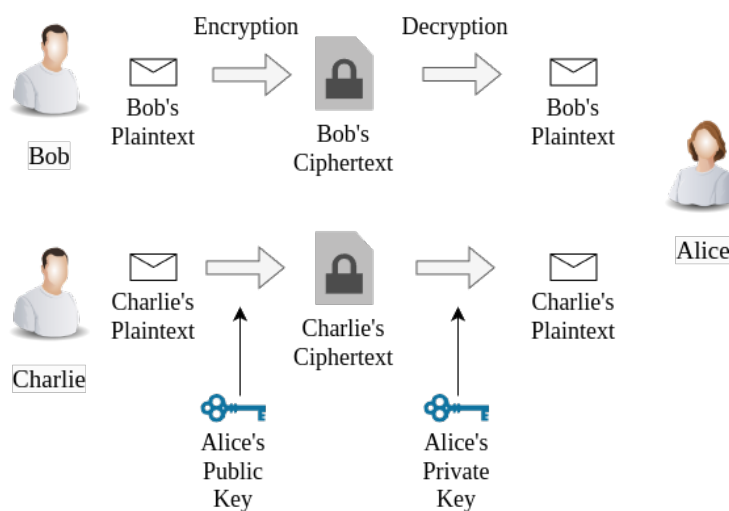 Encryption
Decryption
Bob's
Plaintext
Bob's
Ciphertext
Bob's
Plaintext
Bob
Alice
Charlie's
Plaintext
Charlie's
Ciphertext
Charlie's
Plaintext
Charlie
Alice's
Public
Key
Alice's
Private
Key